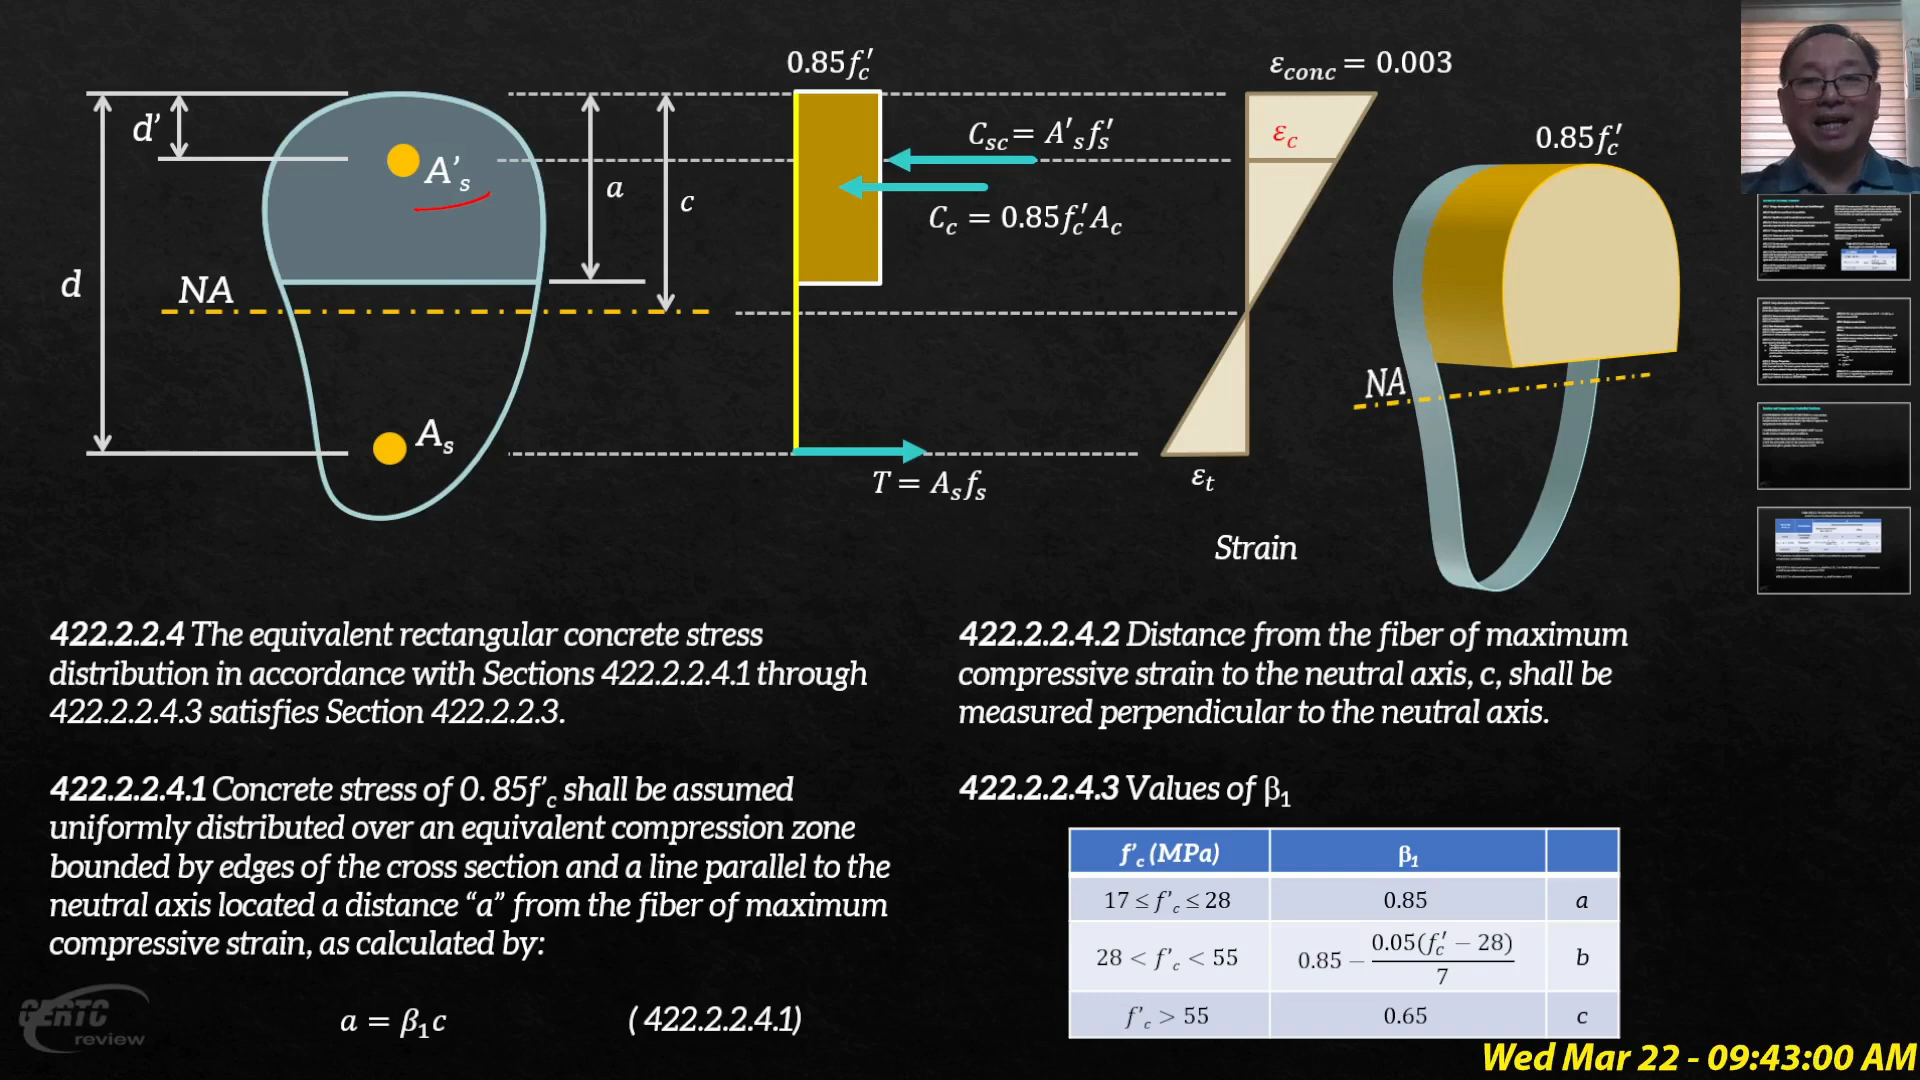 0.85f'c
εconc = 0.003
d'
A's
a
c
Csc = A's f's
εc
0.85f'c
Cc = 0.85f'c Ac
d
NA
NA
As
T = As fs
εt
Strain
422.2.2.4 The equivalent rectangular concrete stress
distribution in accordance with Sections 422.2.2.4.1 through
422.2.2.4.3 satisfies Section 422.2.2.3.
422.2.2.4.1 Concrete stress of 0. 85f'c shall be assumed
uniformly distributed over an equivalent compression zone
bounded by edges of the cross section and a line parallel to the
neutral axis located a distance “a” from the fiber of maximum
compressive strain, as calculated by:
a = β1c ( 422.2.2.4.1)
422.2.2.4.2 Distance from the fiber of maximum
compressive strain to the neutral axis, c, shall be
measured perpendicular to the neutral axis.
422.2.2.4.3 Values of β1
f'c (MPa) β1
17 ≤ f'c ≤ 28 0.85 a
28 < f'c < 55 0.85 − 0.05(f'c − 28) / 7 b
f'c > 55 0.65 c
CERTC
review
Wed Mar 22 - 09:43:00 AM